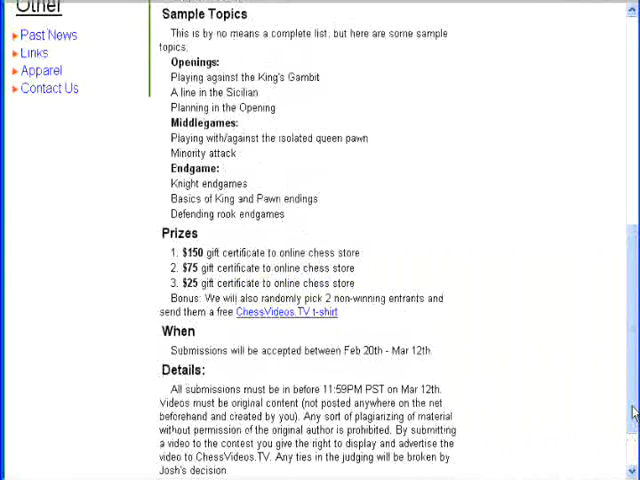 Other
Past News
Links
Apparel
Contact Us
Sample Topics
This is by no means a complete list, but here are some sample
topics:
Openings:
Playing against the King's Gambit
A line in the Sicilian
Planning in the Opening
Middlegames:
Playing with/against the isolated queen pawn
Minority attack
Endgame:
Knight endgames
Basics of King and Pawn endings
Defending rook endgames
Prizes
1. $150 gift certificate to online chess store
2. $75 gift certificate to online chess store
3. $25 gift certificate to online chess store
Bonus: We will also randomly pick 2 non-winning entrants and
send them a free ChessVideos.TV t-shirt
When
Submissions will be accepted between Feb 20th - Mar 12th.
Details:
All submissions must be in before 11:59PM PST on Mar 12th.
Videos must be original content (not posted anywhere on the net
beforehand and created by you). Any sort of plagiarizing of material
without permission of the original author is prohibited. By submitting
a video to the contest you give the right to display and advertise the
video to ChessVideos.TV. Any ties in the judging will be broken by
Josh's decision.